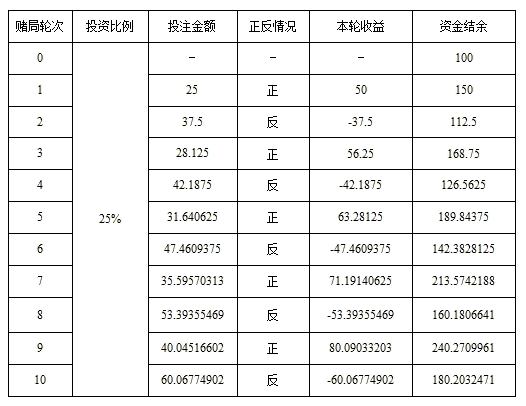 赌局轮次 投资比例 投注金额 正反情况 本轮收益 资金结余
0 – – – 100
1 25 正 50 150
2 37.5 反 -37.5 112.5
3 28.125 正 56.25 168.75
4 42.1875 反 -42.1875 126.5625
5 25% 31.640625 正 63.28125 189.84375
6 47.4609375 反 -47.4609375 142.3828125
7 35.59570313 正 71.19140625 213.5742188
8 53.39355469 反 -53.39355469 160.1806641
9 40.04516602 正 80.09033203 240.2709961
10 60.06774902 反 -60.06774902 180.2032471